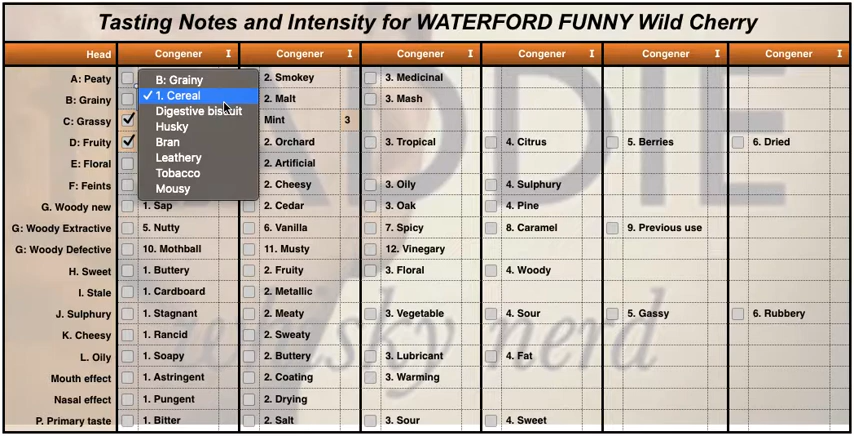 Tasting Notes and Intensity for WATERFORD FUNNY Wild Cherry
Head Congener I Congener I Congener I Congener I Congener I Congener I
A: Peaty 2. Smokey 3. Medicinal
B: Grainy 2. Malt 3. Mash
C: Grassy Mint 3
D: Fruity 2. Orchard 3. Tropical 4. Citrus 5. Berries 6. Dried
E: Floral 2. Artificial
F: Feints 2. Cheesy 3. Oily 4. Sulphury
B: Grainy
✓ 1. Cereal
Digestive biscuit
Husky
Bran
Leathery
Tobacco
Mousy
G. Woody new 1. Sap 2. Cedar 3. Oak 4. Pine
G: Woody Extractive 5. Nutty 6. Vanilla 7. Spicy 8. Caramel 9. Previous use
G: Woody Defective 10. Mothball 11. Musty 12. Vinegary
H. Sweet 1. Buttery 2. Fruity 3. Floral 4. Woody
I. Stale 1. Cardboard 2. Metallic
J. Sulphury 1. Stagnant 2. Meaty 3. Vegetable 4. Sour 5. Gassy 6. Rubbery
K. Cheesy 1. Rancid 2. Sweaty
L. Oily 1. Soapy 2. Buttery 3. Lubricant 4. Fat
Mouth effect 1. Astringent 2. Coating 3. Warming
Nasal effect 1. Pungent 2. Drying
P. Primary taste 1. Bitter 2. Salt 3. Sour 4. Sweet
ADDIE
whisky nerd